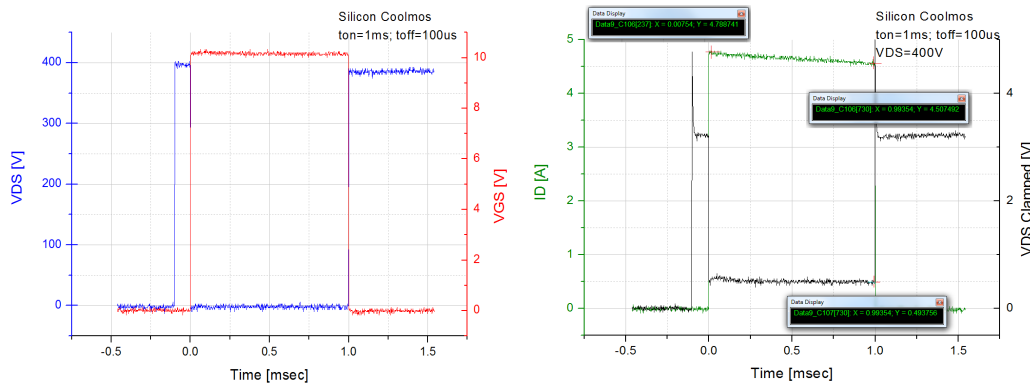 Silicon Coolmos
ton=1ms; toff=100us
400
300
200
100
0
VDS [V]
10
8
6
4
2
0
VGS [V]
-0.5
0.0
0.5
1.0
1.5
Time [msec]
Data Display
Data9_C106[237]: X = 0.00754, Y = 4.788741
Silicon Coolmos
ton=1ms; toff=100us
VDS=400V
Data Display
Data9_C106[730]: X = 0.99354, Y = 4.507492
5
4
3
2
1
0
ID [A]
4
2
0
VDS Clamped [V]
Data Display
Data9_C107[730]: X = 0.99354, Y = 0.493756
-0.5
0.0
0.5
1.0
1.5
Time [msec]